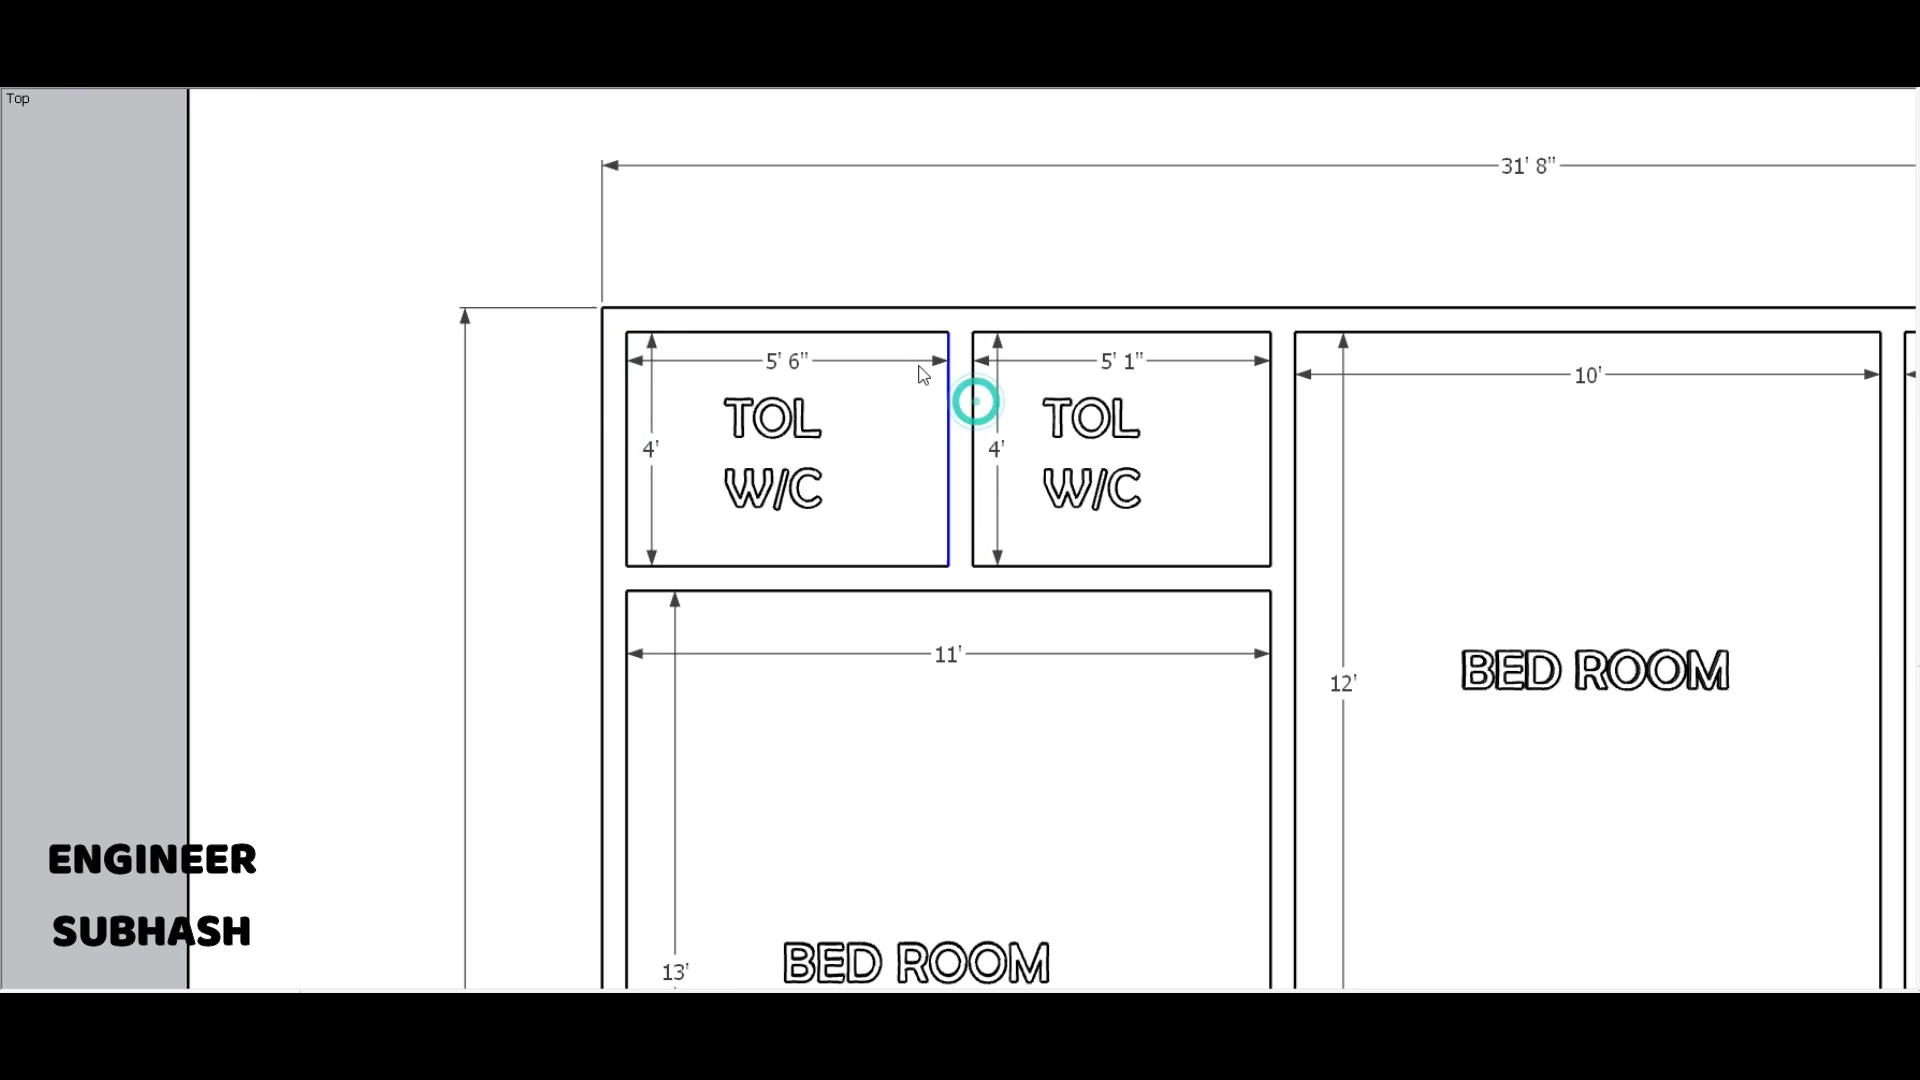 Top
31' 8"
5' 6"
5' 1"
10'
TOL
W/C
4'
TOL
W/C
4'
11'
12'
BED ROOM
ENGINEER
SUBHASH
13'
BED ROOM